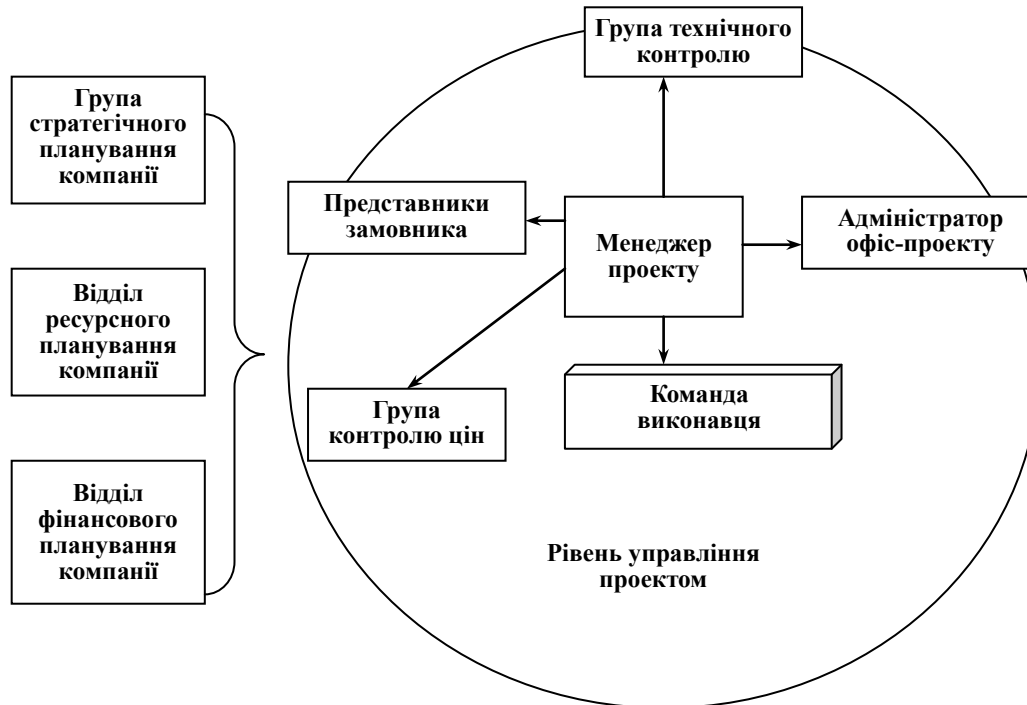 Група технічного
контролю
Група
стратегічного
планування
компанії
Представники
замовника
Менеджер
проекту
Адміністратор
офіс-проекту
Відділ
ресурсного
планування
компанії
Група
контролю цін
Команда
виконавця
Відділ
фінансового
планування
компанії
Рівень управління
проектом